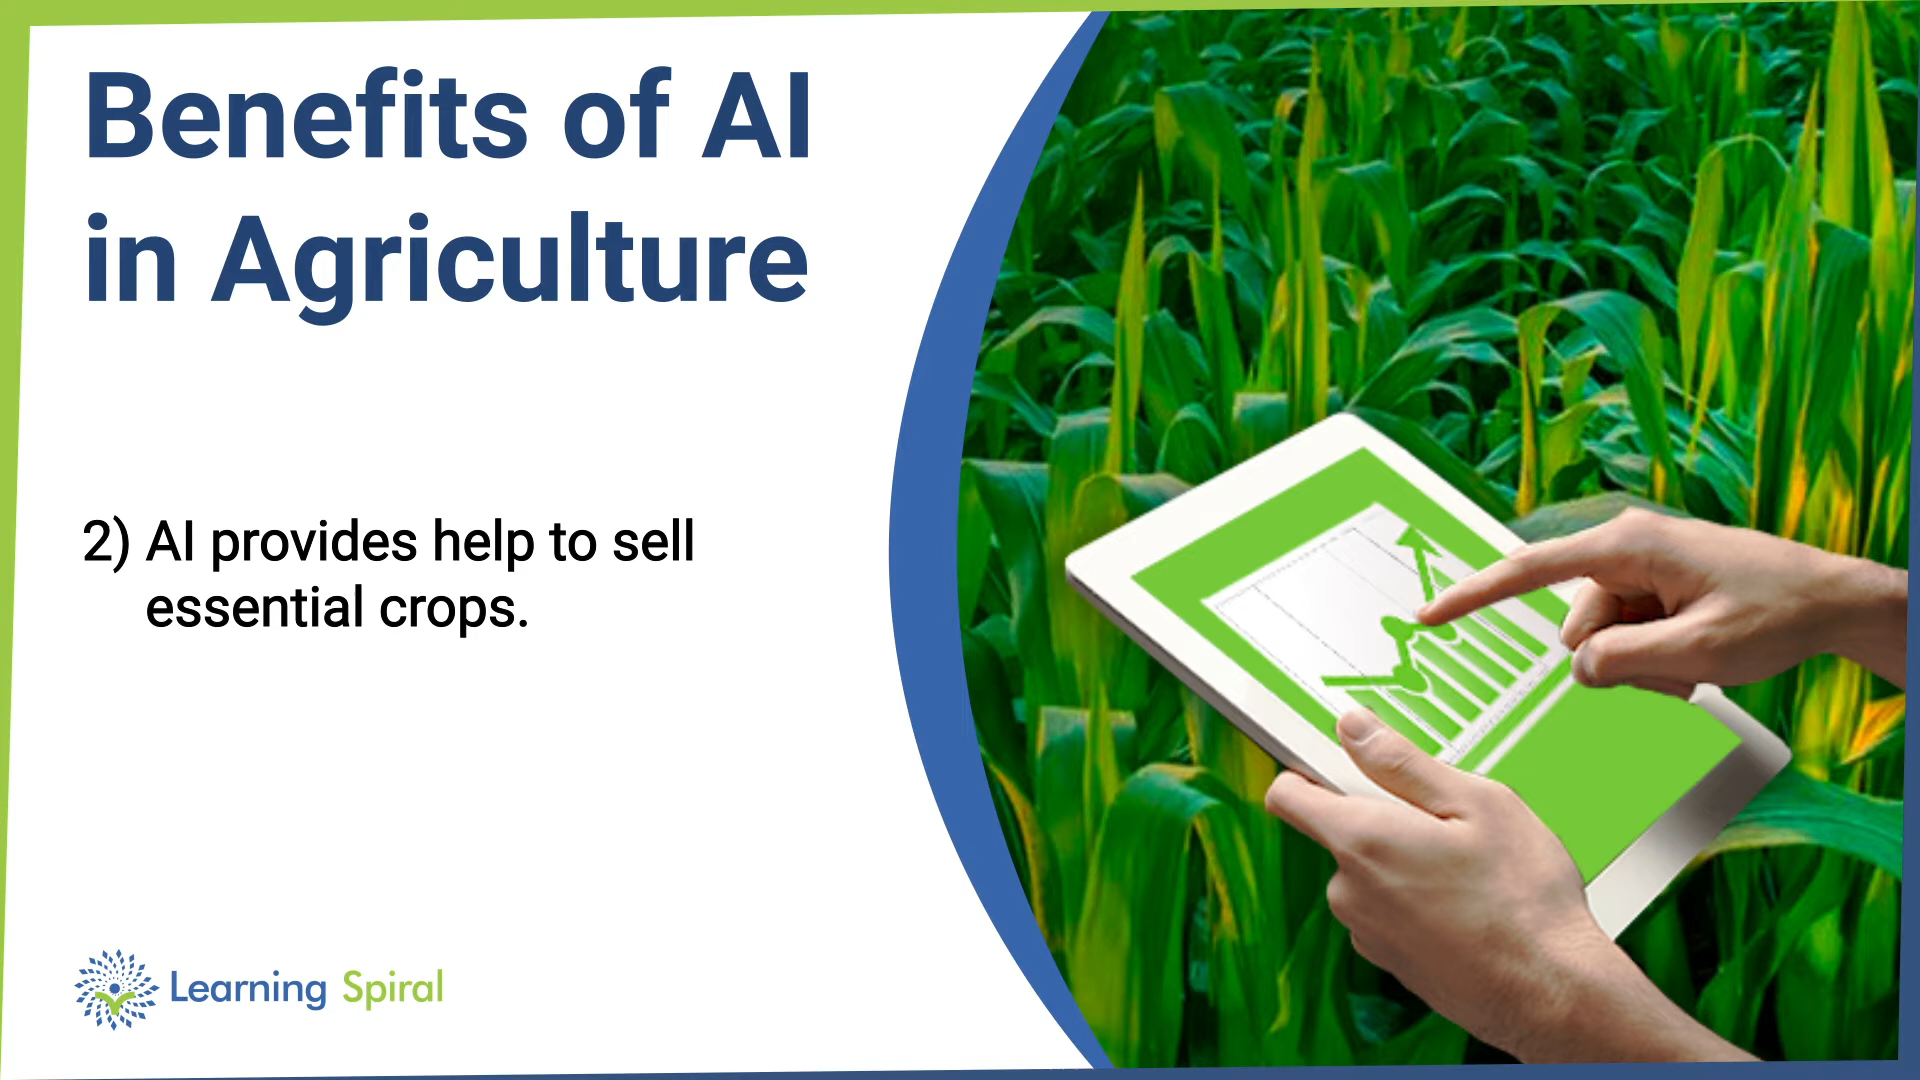 Benefits of AI
in Agriculture
2) AI provides help to sell
essential crops.
Learning Spiral